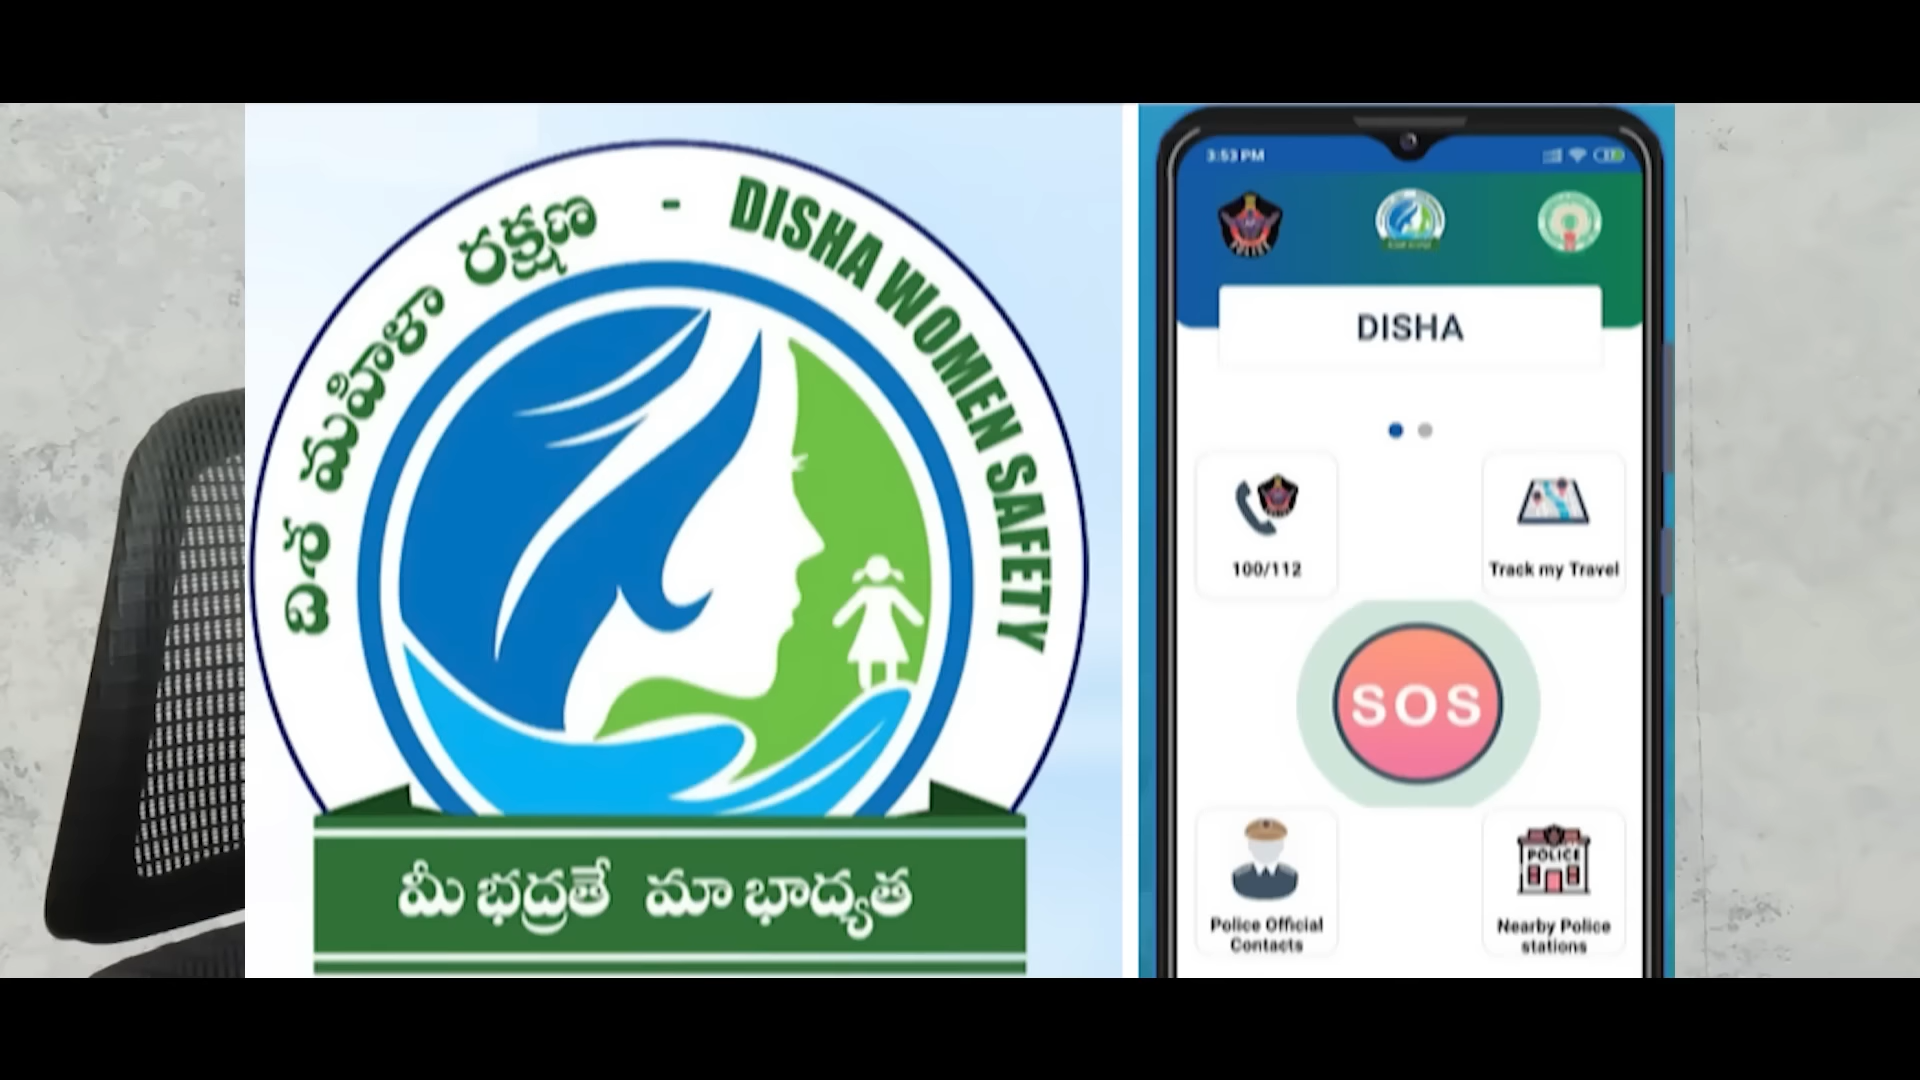 దిశ మహిళా రక్షణ - DISHA WOMEN SAFETY
మీ భద్రతే మా భాద్యత
3:53 PM
POLICE
DISHA
100/112
Track my Travel
SOS
POLICE
Police Official
Contacts
Nearby Police
stations